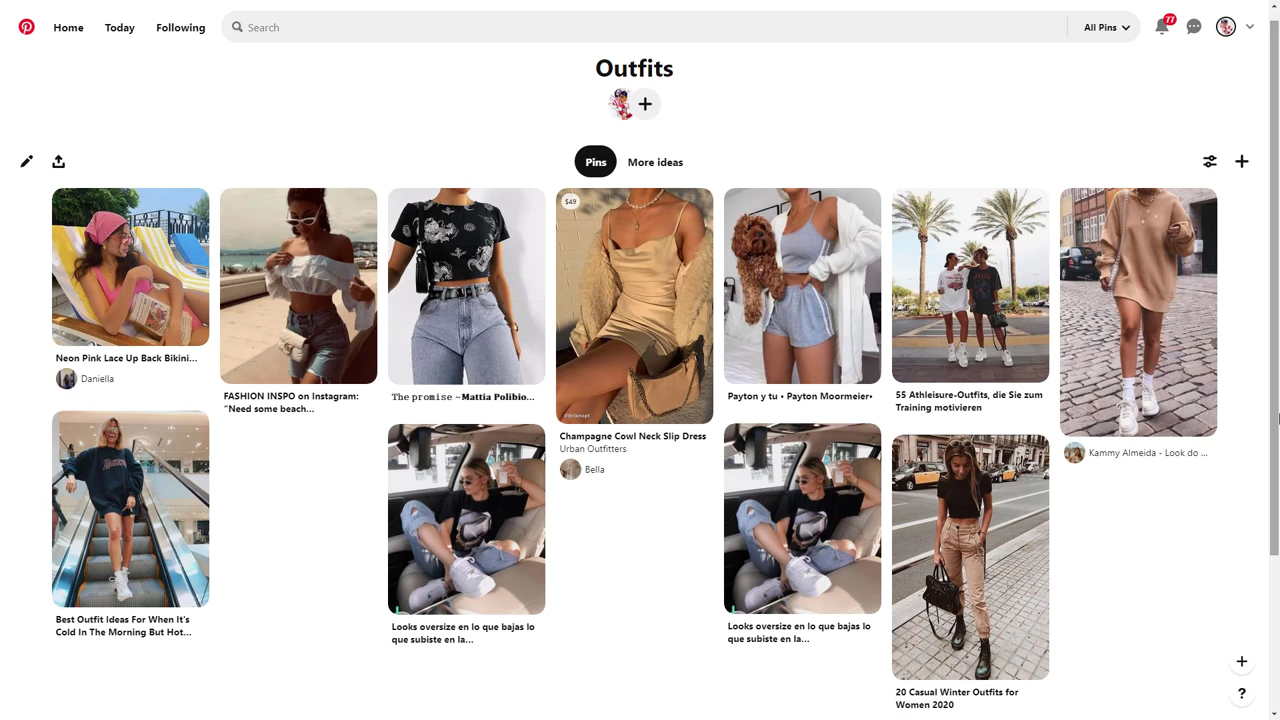 Home
Today
Following
Search
All Pins
77
Outfits
Pins
More ideas
Neon Pink Lace Up Back Bikini...
Daniella
Best Outfit Ideas For When It's
Cold In The Morning But Hot...
FASHION INSPO on Instagram:
“Need some beach...
The promise ~Mattia Polibio...
Looks oversize en lo que bajas lo
que subiste en la...
$49
Champagne Cowl Neck Slip Dress
Urban Outfitters
Bella
Payton y tu • Payton Moormeier•
Looks oversize en lo que bajas lo
que subiste en la...
55 Athleisure-Outfits, die Sie zum
Training motivieren
20 Casual Winter Outfits for
Women 2020
Kammy Almeida - Look do ...
?